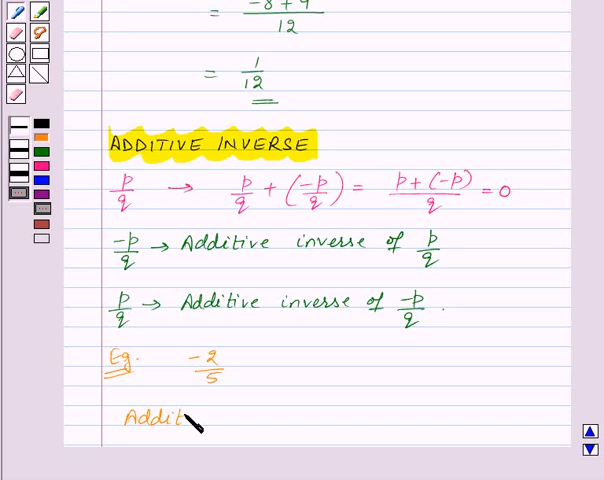 = -8+9/12
= 1/12
ADDITIVE INVERSE
p/q → p/q + (-p/q) = p+(-p)/q = 0
-p/q → Additive inverse of p/q
p/q → Additive inverse of -p/q .
Eg. -2/5
Addit